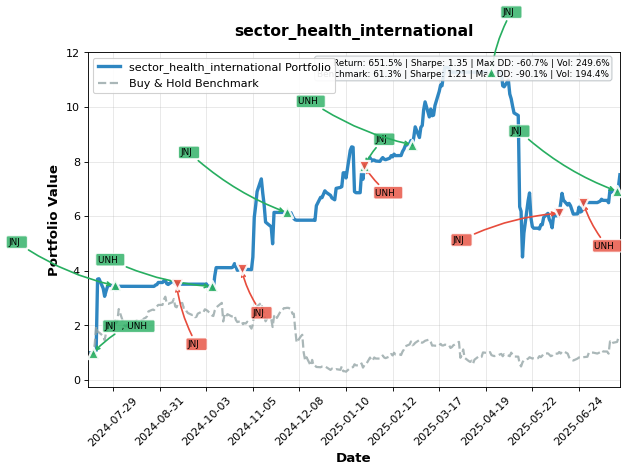 JNJ
sector_health_international
12
sector_health_international Portfolio
Buy & Hold Benchmark
Return: 651.5% | Sharpe: 1.35 | Max DD: -60.7% | Vol: 249.6%
chmark: 61.3% | Sharpe: 1.21 | Max DD: -90.1% | Vol: 194.4%
10
UNH
JNJ
JNJ
JNJ
8
UNH
6
JNJ
JNJ
UNH
UNH
4
JNJ
JNJ, UNH
JNJ
2
0
Portfolio Value
2024-07-29
2024-08-31
2024-10-03
2024-11-05
2024-12-08
2025-01-10
2025-02-12
2025-03-17
2025-04-19
2025-05-22
2025-06-24
Date